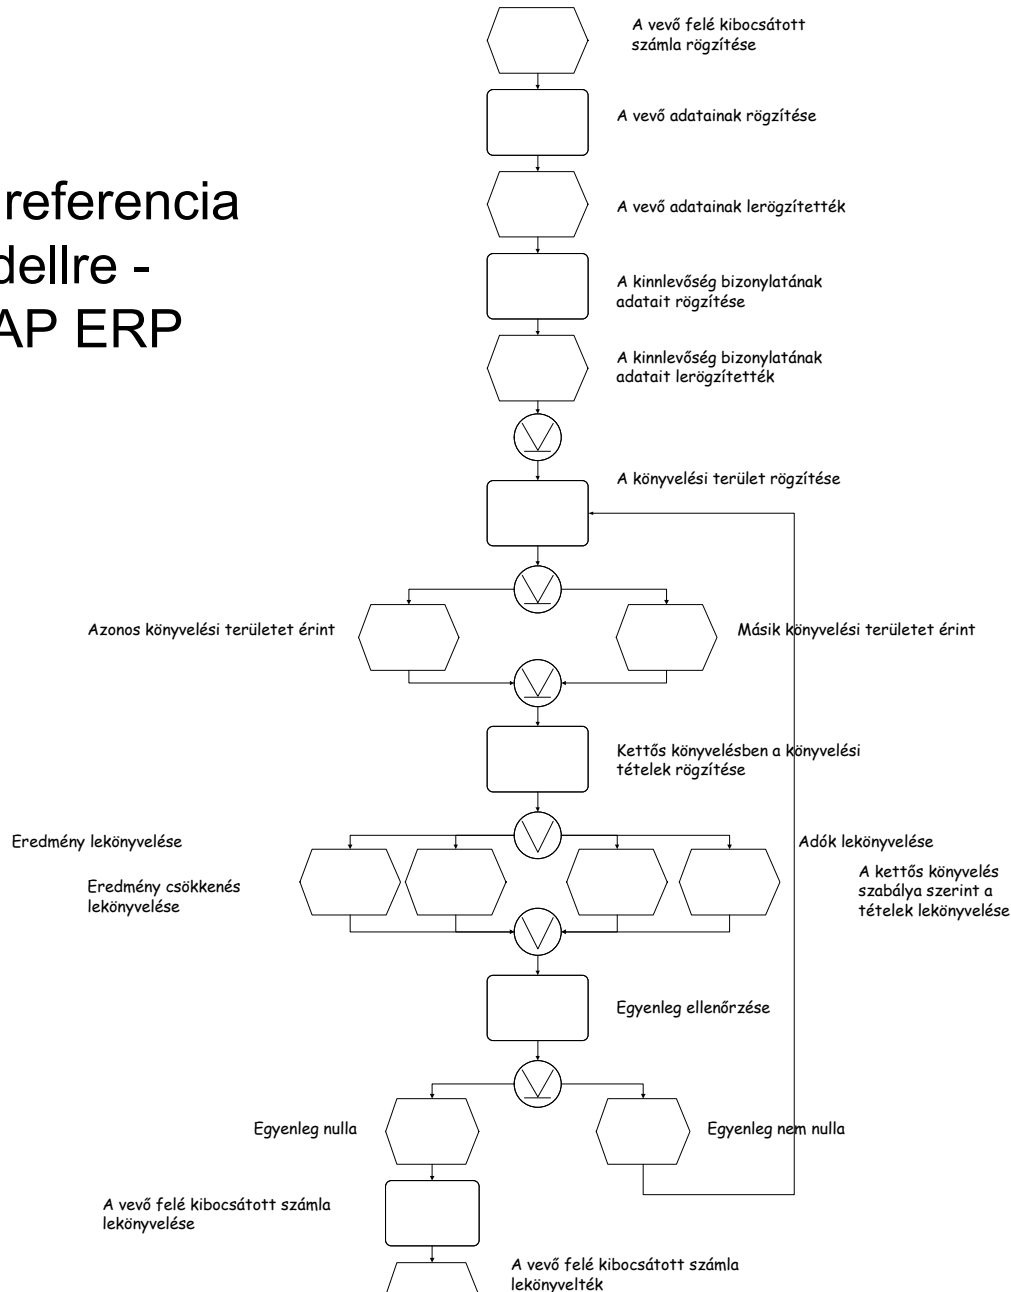 A vevő felé kibocsátott
számla rögzítése
A vevő adatainak rögzítése
referencia
dellre -
AP ERP
A vevő adatainak lerögzítették
A kinnlevőség bizonylatának
adatait rögzítése
A kinnlevőség bizonylatának
adatait lerögzítették
A könyvelési terület rögzítése
Azonos könyvelési területet érint
Másik könyvelési területet érint
Kettős könyvelésben a könyvelési
tételek rögzítése
Eredmény lekönyvelése
Adók lekönyvelése
Eredmény csökkenés
lekönyvelése
A kettős könyvelés
szabálya szerint a
tételek lekönyvelése
Egyenleg ellenőrzése
Egyenleg nulla
Egyenleg nem nulla
A vevő felé kibocsátott számla
lekönyvelése
A vevő felé kibocsátott számla
lekönyvelték